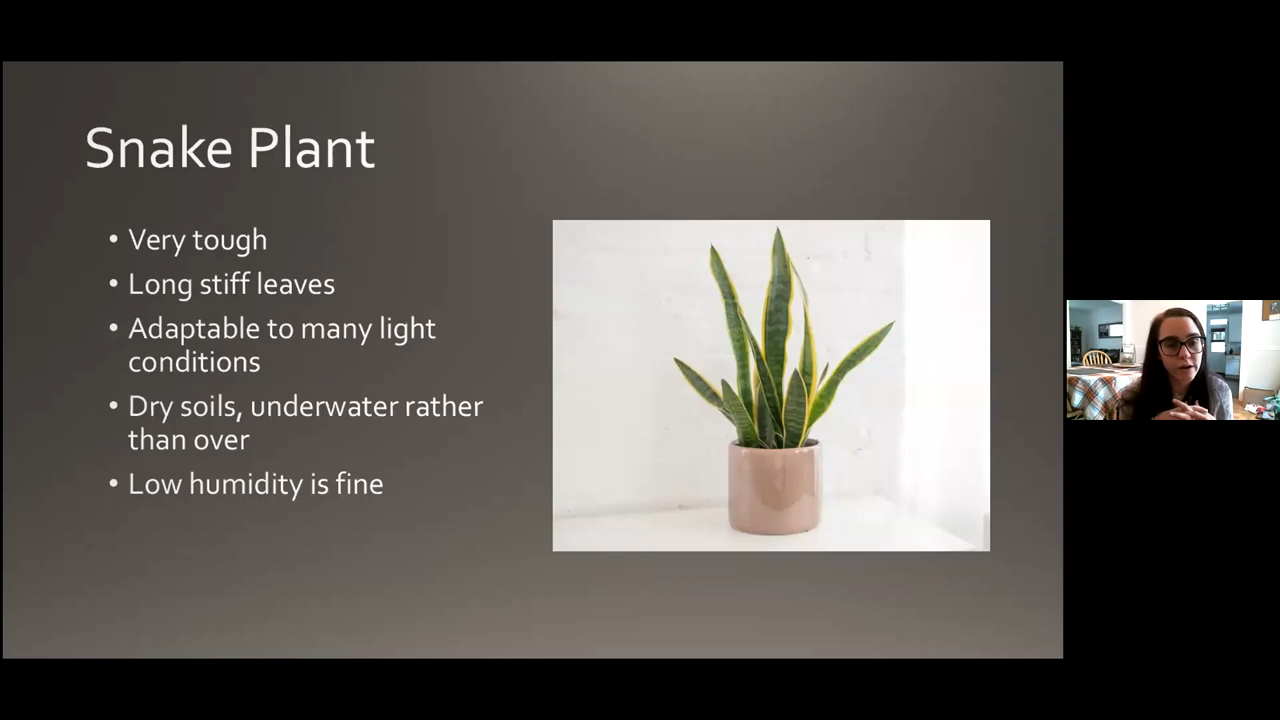 Snake Plant
• Very tough
• Long stiff leaves
• Adaptable to many light
conditions
• Dry soils, underwater rather
than over
• Low humidity is fine